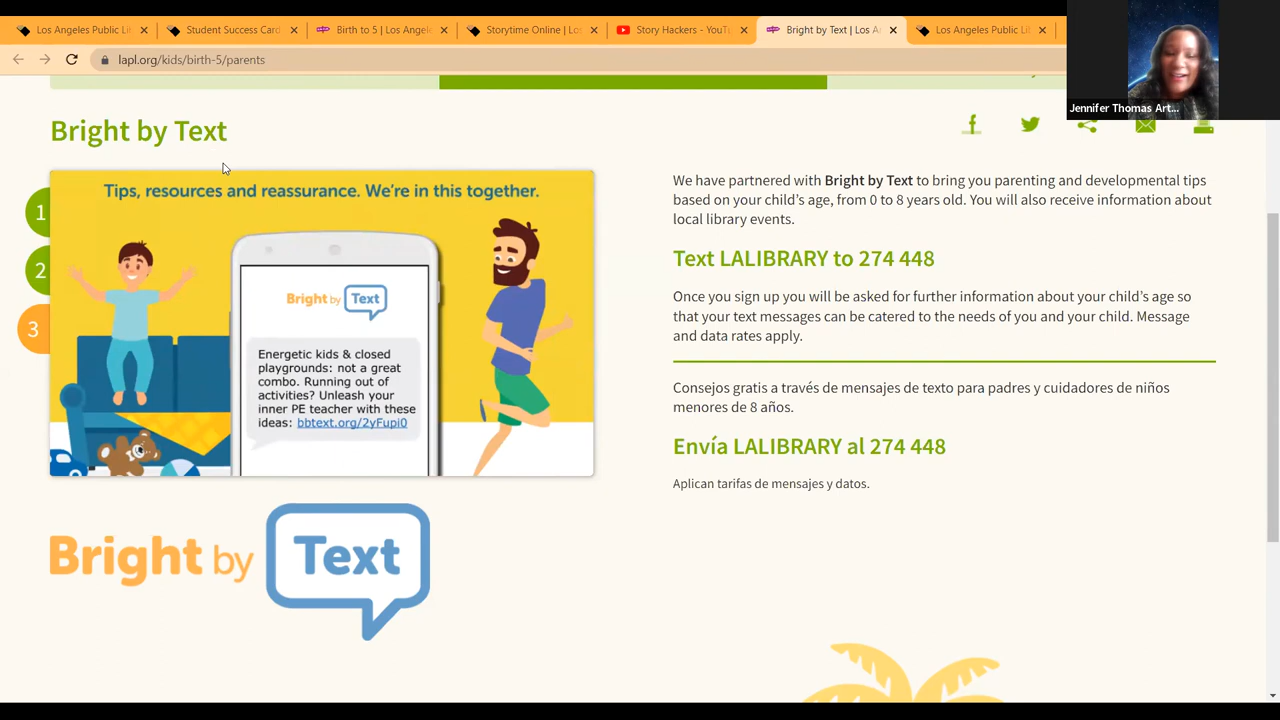 Los Angeles Public Li
Student Success Card
Birth to 5 | Los Angele
Storytime Online | Los
Story Hackers - YouT
Bright by Text | Los A
Los Angeles Public Li
lapl.org/kids/birth-5/parents
Jennifer Thomas Art...
Bright by Text
Tips, resources and reassurance. We're in this together.
1
2
3
Bright by Text
Energetic kids & closed
playgrounds: not a great
combo. Running out of
activities? Unleash your
inner PE teacher with these
ideas: bbtext.org/2yFupi0
Bright by Text
We have partnered with Bright by Text to bring you parenting and developmental tips
based on your child's age, from 0 to 8 years old. You will also receive information about
local library events.
Text LALIBRARY to 274 448
Once you sign up you will be asked for further information about your child's age so
that your text messages can be catered to the needs of you and your child. Message
and data rates apply.
Consejos gratis a través de mensajes de texto para padres y cuidadores de niños
menores de 8 años.
Envía LALIBRARY al 274 448
Aplican tarifas de mensajes y datos.